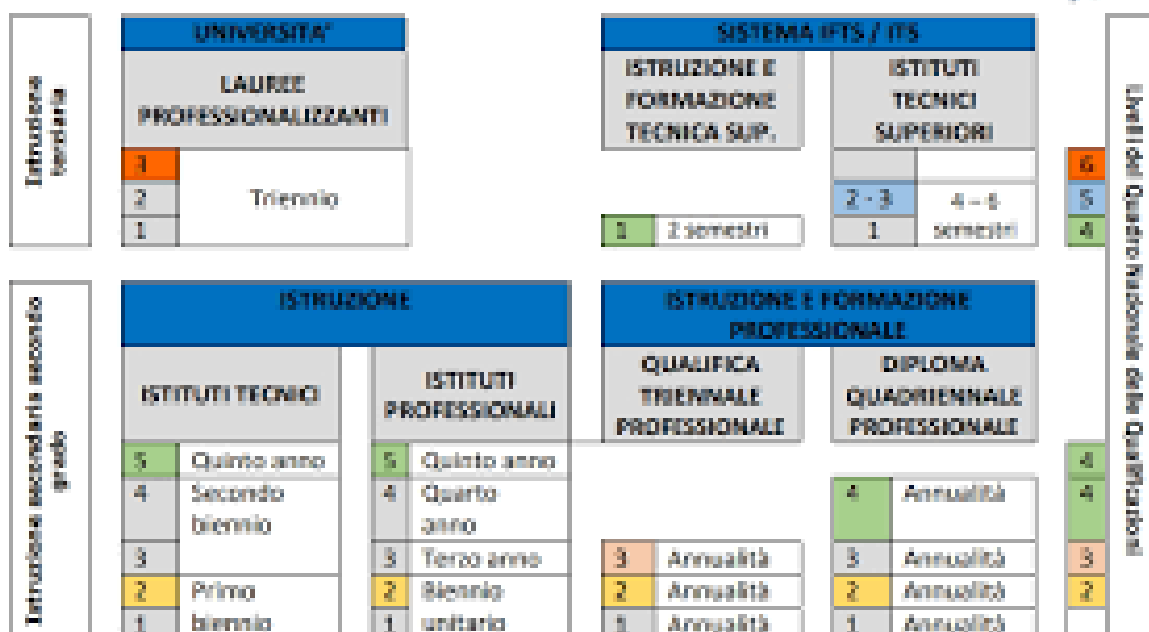 Istruzione
terziaria
UNIVERSITA'
LAUREE
PROFESSIONALIZZANTI
3
2 Triennio
1
SISTEMA IFTS / ITS
ISTRUZIONE E
FORMAZIONE
TECNICA SUP.
ISTITUTI
TECNICI
SUPERIORI
2 - 3 4 – 6
1 2 semestri
1 semestri
6
5
4
Livelli del Quadro Nazionale delle Qualificazioni
Istruzione secondaria secondo
grado
ISTRUZIONE
ISTITUTI TECNICI
ISTITUTI
PROFESSIONALI
ISTRUZIONE E FORMAZIONE
PROFESSIONALE
QUALIFICA
TRIENNALE
PROFESSIONALE
DIPLOMA
QUADRIENNALE
PROFESSIONALE
5 Quinto anno 5 Quinto anno 4
4 Secondo 4 Quarto 4 Annualità 4
biennio anno
3 3 Terzo anno 3 Annualità 3 Annualità 3
2 Primo 2 Biennio 2 Annualità 2 Annualità 2
1 biennio 1 unitario 1 Annualità 1 Annualità